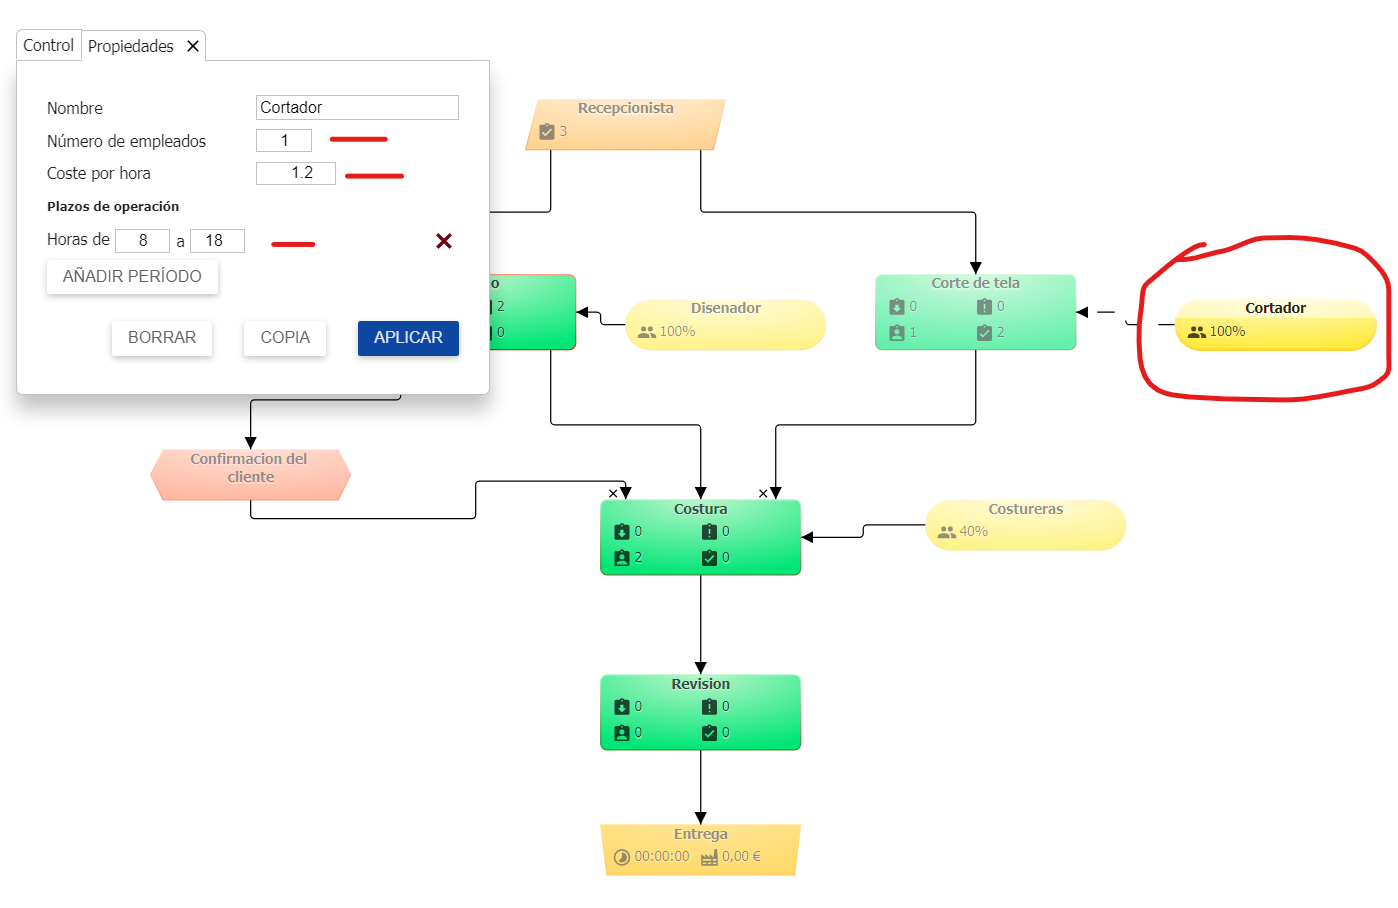 Control Propiedades
Nombre Cortador
Número de empleados 1
Coste por hora 1.2
Plazos de operación
Horas de 8 a 18
AÑADIR PERÍODO
BORRAR COPIA APLICAR
Recepcionista
3
o
2
0
Disenador
100%
Corte de tela
0 0
1 2
Cortador
100%
Confirmacion del
cliente
Costura
0 0
2 0
Costureras
40%
Revision
0 0
0 0
Entrega
00:00:00 0,00 €